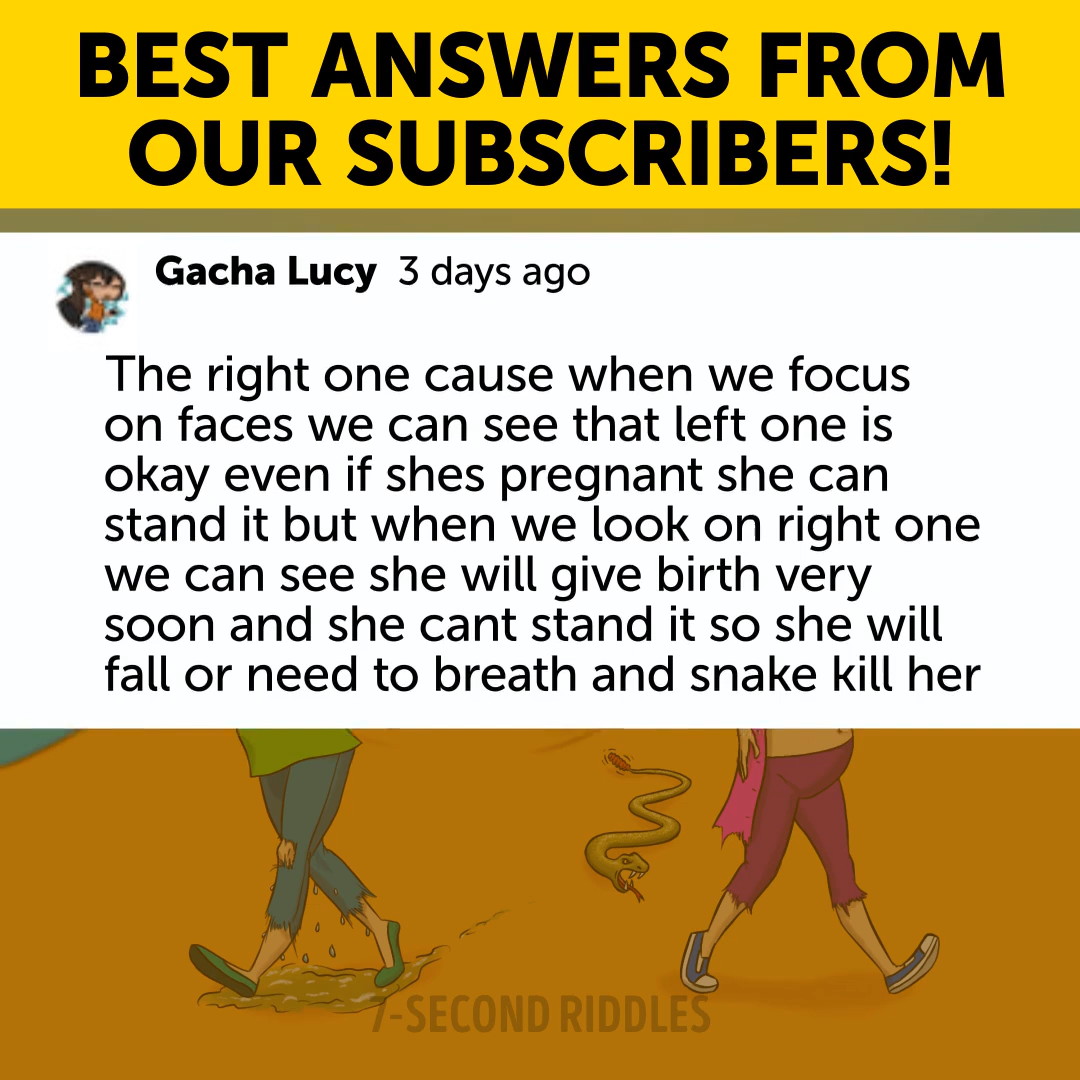 BEST ANSWERS FROM
OUR SUBSCRIBERS!
Gacha Lucy 3 days ago
The right one cause when we focus
on faces we can see that left one is
okay even if shes pregnant she can
stand it but when we look on right one
we can see she will give birth very
soon and she cant stand it so she will
fall or need to breath and snake kill her
7-SECOND RIDDLES